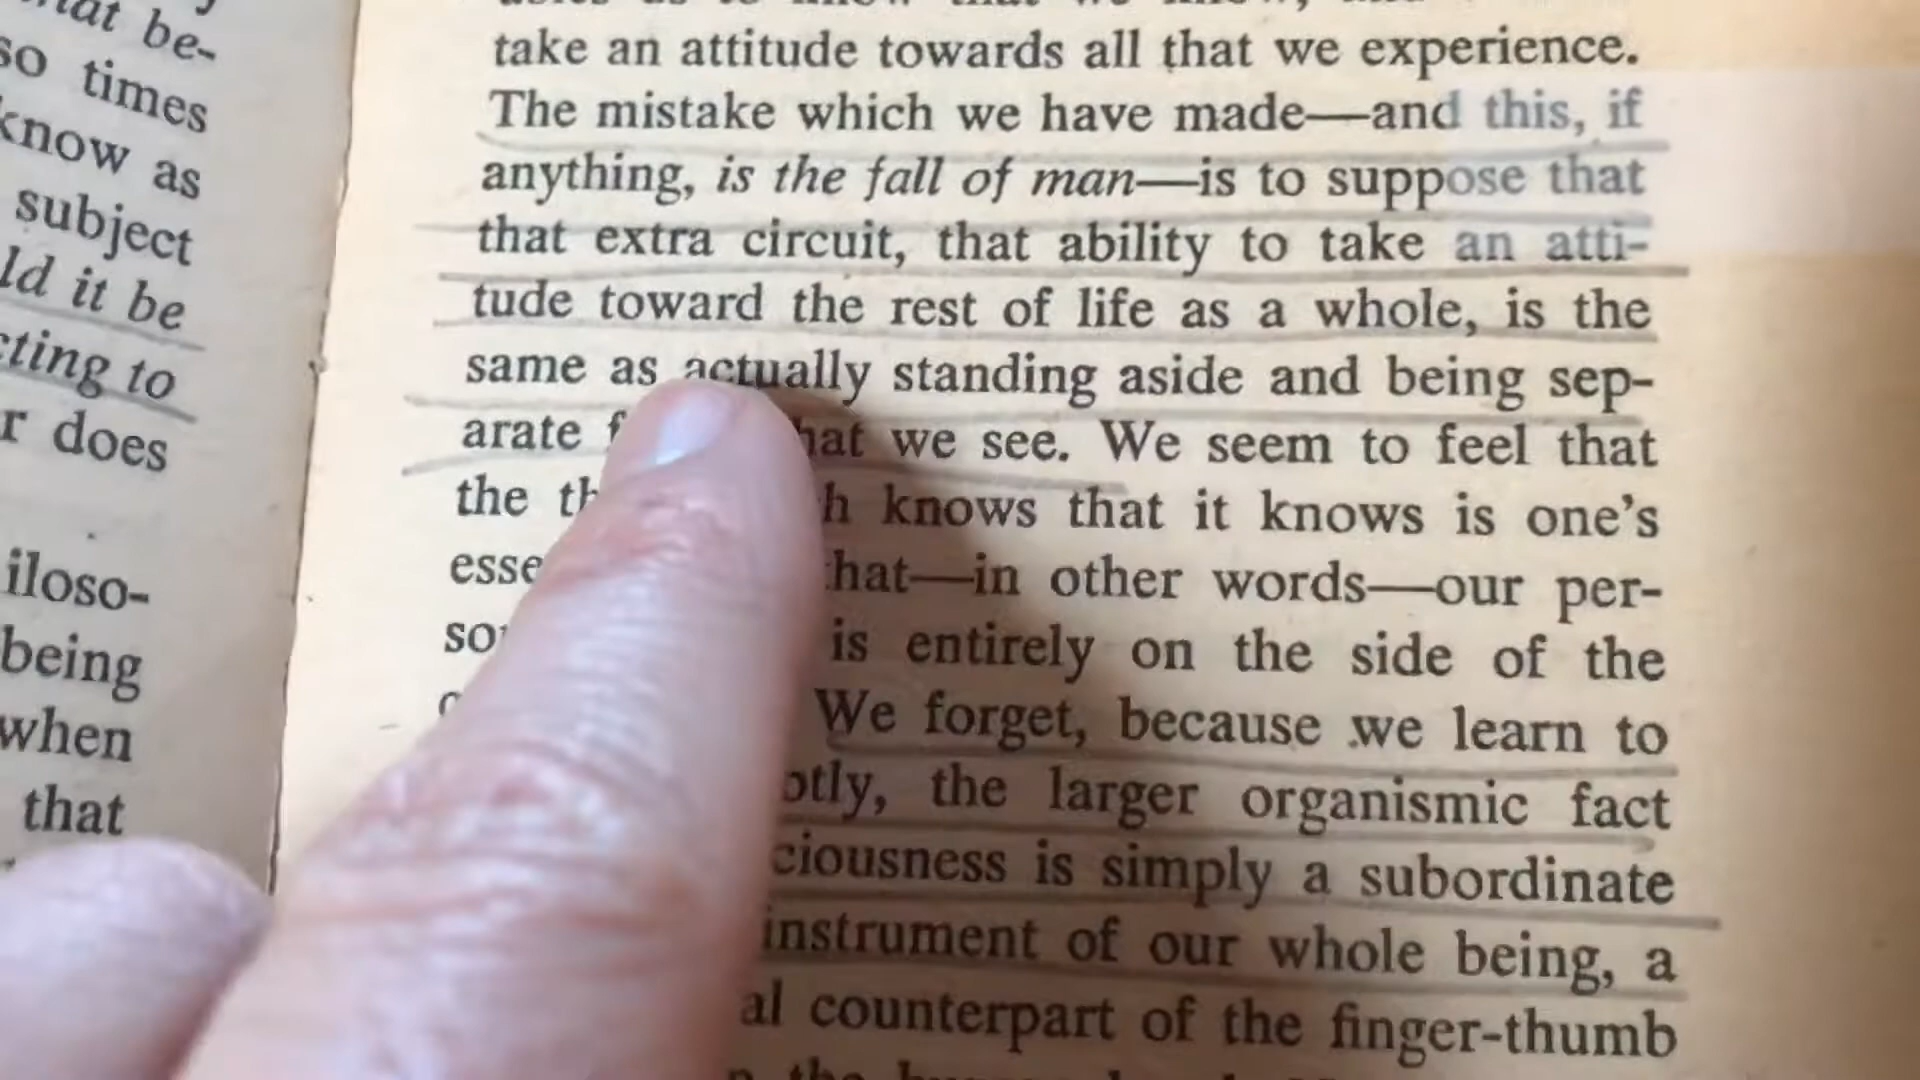 hat be-
so times
know as
subject
ld it be
cting to
r does
iloso-
being
when
that
take an attitude towards all that we experience.
The mistake which we have made—and this, if
anything, is the fall of man—is to suppose that
that extra circuit, that ability to take an atti-
tude toward the rest of life as a whole, is the
same as actually standing aside and being sep-
arate hat we see. We seem to feel that
the th h knows that it knows is one's
esse hat—in other words—our per-
so is entirely on the side of the
We forget, because we learn to
ptly, the larger organismic fact
ciousness is simply a subordinate
instrument of our whole being, a
al counterpart of the finger-thumb